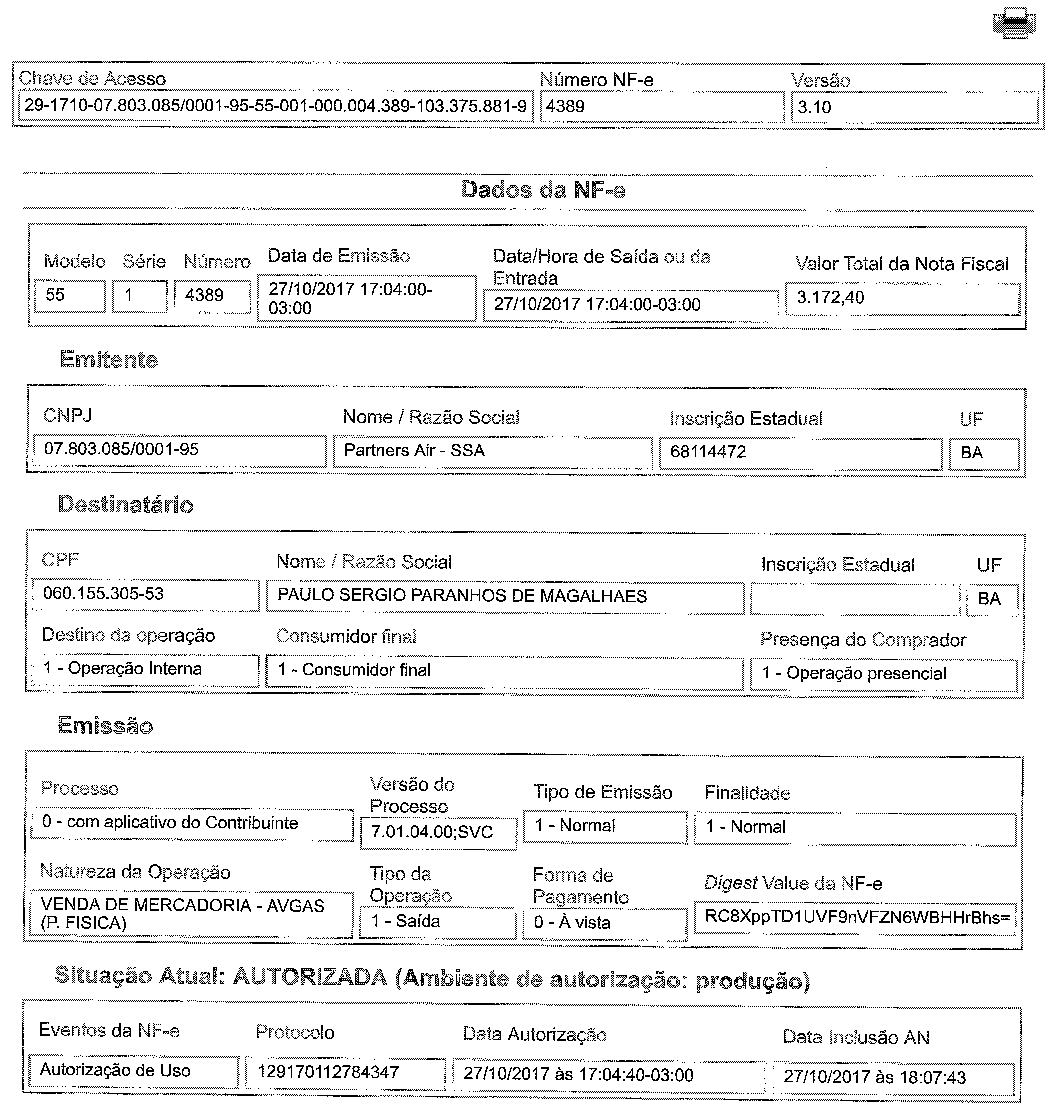 Chave de Acesso Número NF-e Versão
29-1710-07.803.085/0001-95-55-001-000.004.389-103.375.881-9 4389 3.10
Dados da NF-e
Modelo Série Número Data de Emissão Data/Hora de Saída ou da Entrada Valor Total da Nota Fiscal
55 1 4389 27/10/2017 17:04:00-03:00 27/10/2017 17:04:00-03:00 3.172,40
Emitente
CNPJ Nome / Razão Social Inscrição Estadual UF
07.803.085/0001-95 Partners Air - SSA 68114472 BA
Destinatário
CPF Nome / Razão Social Inscrição Estadual UF
060.155.305-53 PAULO SERGIO PARANHOS DE MAGALHAES BA
Destino da operação Consumidor final Presença do Comprador
1 - Operação Interna 1 - Consumidor final 1 - Operação presencial
Emissão
Processo Versão do Processo Tipo de Emissão Finalidade
0 - com aplicativo do Contribuinte 7.01.04.00;SVC 1 - Normal 1 - Normal
Natureza da Operação Tipo da Operação Forma de Pagamento Digest Value da NF-e
VENDA DE MERCADORIA - AVGAS (P. FISICA) 1 - Saída 0 - À vista RC8XppTD1UVF9nVFZN6WBHHrBhs=
Situação Atual: AUTORIZADA (Ambiente de autorização: produção)
Eventos da NF-e Protocolo Data Autorização Data Inclusão AN
Autorização de Uso 129170112784347 27/10/2017 às 17:04:40-03:00 27/10/2017 às 18:07:43